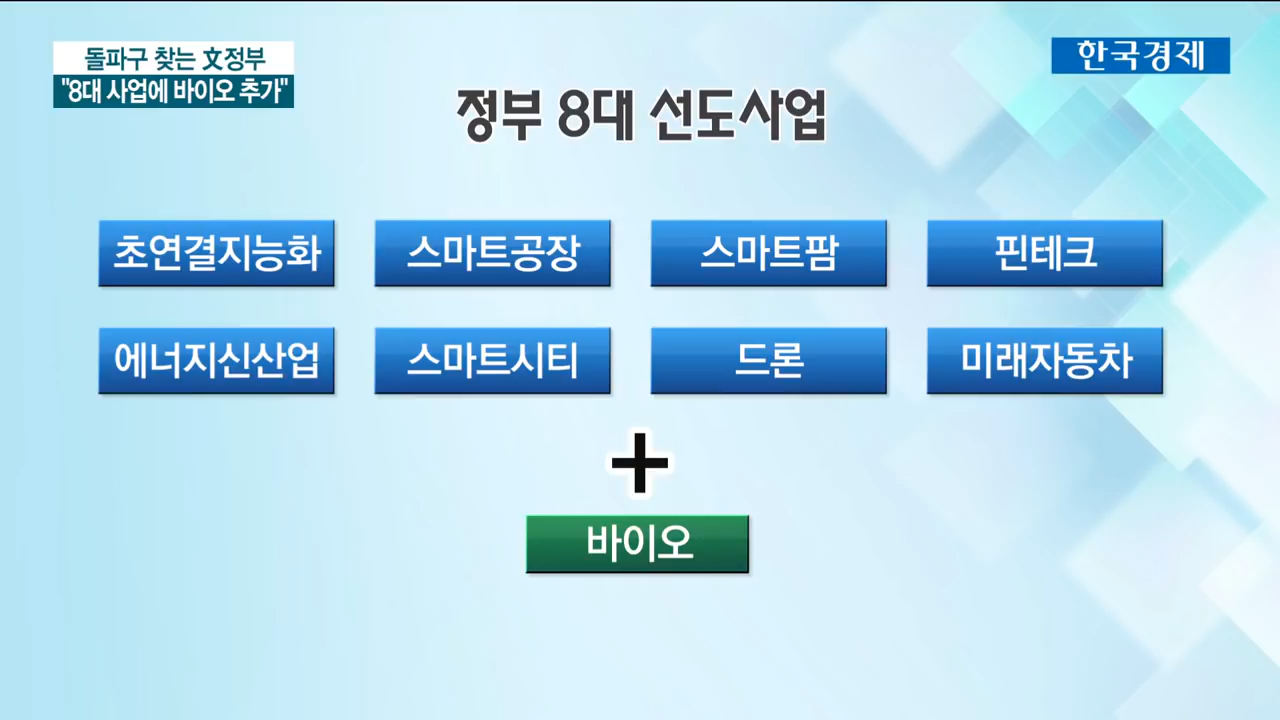 돌파구 찾는 文정부
"8대 사업에 바이오 추가"
한국경제
정부 8대 선도사업
초연결지능화 스마트공장 스마트팜 핀테크
에너지신산업 스마트시티 드론 미래자동차
+
바이오